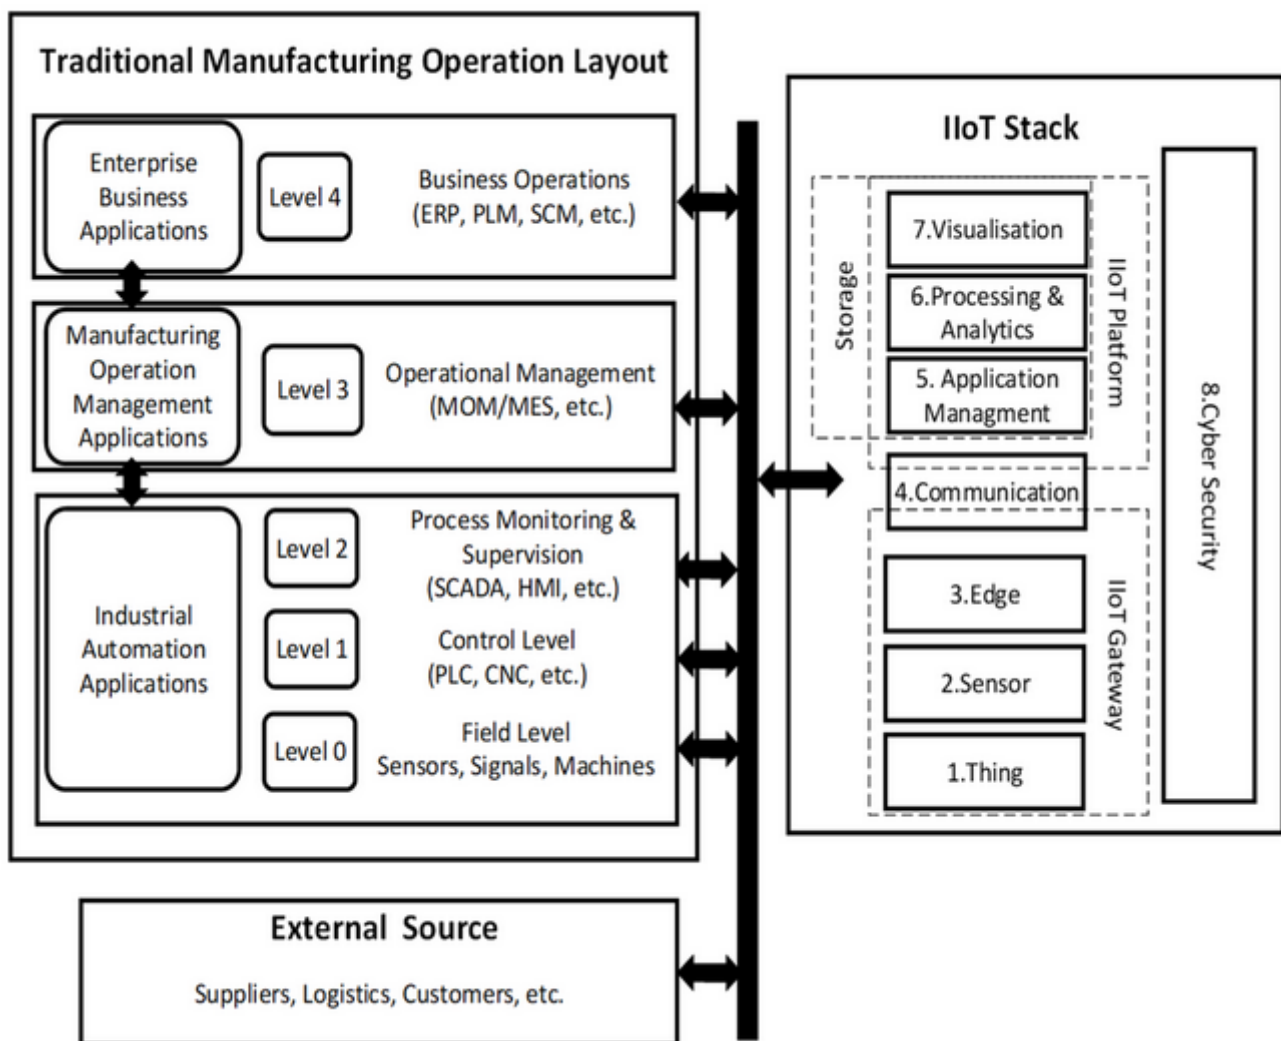 Traditional Manufacturing Operation Layout
Enterprise
Business
Applications
Level 4
Business Operations
(ERP, PLM, SCM, etc.)
Manufacturing
Operation
Management
Applications
Level 3
Operational Management
(MOM/MES, etc.)
Industrial
Automation
Applications
Level 2
Process Monitoring &
Supervision
(SCADA, HMI, etc.)
Level 1
Control Level
(PLC, CNC, etc.)
Level 0
Field Level
Sensors, Signals, Machines
External Source
Suppliers, Logistics, Customers, etc.
IIoT Stack
Storage
7.Visualisation
6.Processing &
Analytics
5. Application
Managment
IIoT Platform
4.Communication
3.Edge
2.Sensor
1.Thing
IIoT Gateway
8.Cyber Security